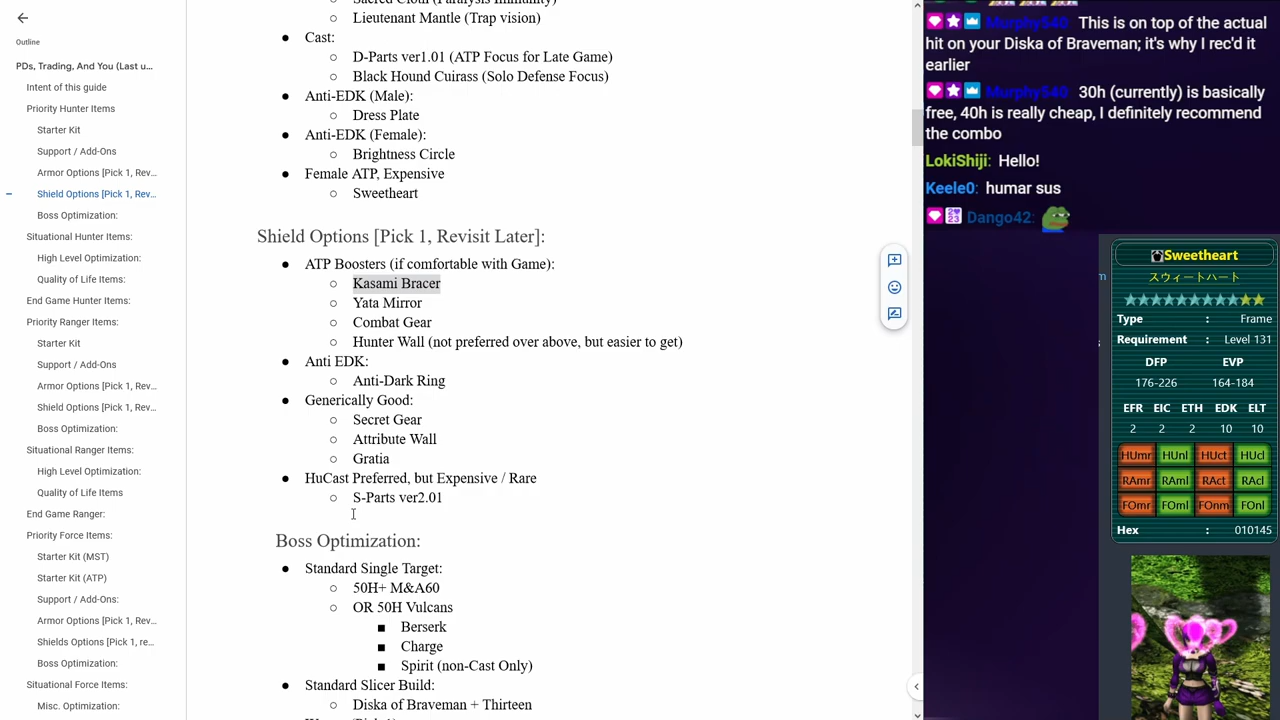 Outline
PDs, Trading, And You (Last u...
Intent of this guide
Priority Hunter Items
Starter Kit
Support / Add-Ons
Armor Options [Pick 1, Rev...
Shield Options [Pick 1, Rev...
Boss Optimization:
Situational Hunter Items:
High Level Optimization:
Quality of Life Items:
End Game Hunter Items:
Priority Ranger Items:
Starter Kit
Support / Add-Ons:
Armor Options [Pick 1, Rev...
Shield Options [Pick 1, Rev...
Boss Optimization:
Situational Ranger Items:
High Level Optimization:
Quality of Life Items
End Game Ranger:
Priority Force Items:
Starter Kit (MST)
Starter Kit (ATP)
Support / Add-Ons:
Armor Options [Pick 1, Rev...
Shields Options [Pick 1, re...
Boss Optimization:
Situational Force Items:
Misc. Optimization:
Sacred Cloth (Paralysis Immunity)
Lieutenant Mantle (Trap vision)
Cast:
D-Parts ver1.01 (ATP Focus for Late Game)
Black Hound Cuirass (Solo Defense Focus)
Anti-EDK (Male):
Dress Plate
Anti-EDK (Female):
Brightness Circle
Female ATP, Expensive
Sweetheart
Shield Options [Pick 1, Revisit Later]:
ATP Boosters (if comfortable with Game):
Kasami Bracer
Yata Mirror
Combat Gear
Hunter Wall (not preferred over above, but easier to get)
Anti EDK:
Anti-Dark Ring
Generically Good:
Secret Gear
Attribute Wall
Gratia
HuCast Preferred, but Expensive / Rare
S-Parts ver2.01
Boss Optimization:
Standard Single Target:
50H+ M&A60
OR 50H Vulcans
Berserk
Charge
Spirit (non-Cast Only)
Standard Slicer Build:
Diska of Braveman + Thirteen
Murphy540 This is on top of the actual
hit on your Diska of Braveman; it's why I rec'd it
earlier
Murphy540 30h (currently) is basically
free, 40h is really cheap, I definitely recommend
the combo
LokiShiji: Hello!
Keele0: humar sus
Dango42:
Sweetheart
スウィートハート
Type : Frame
Requirement : Level 131
DFP EVP
176-226 164-184
EFR EIC ETH EDK ELT
2 2 2 10 10
HUmr HUnl HUct HUcl
RAmr RAml RAct RAcl
FOmr FOml FOnm FOnl
Hex : 010145